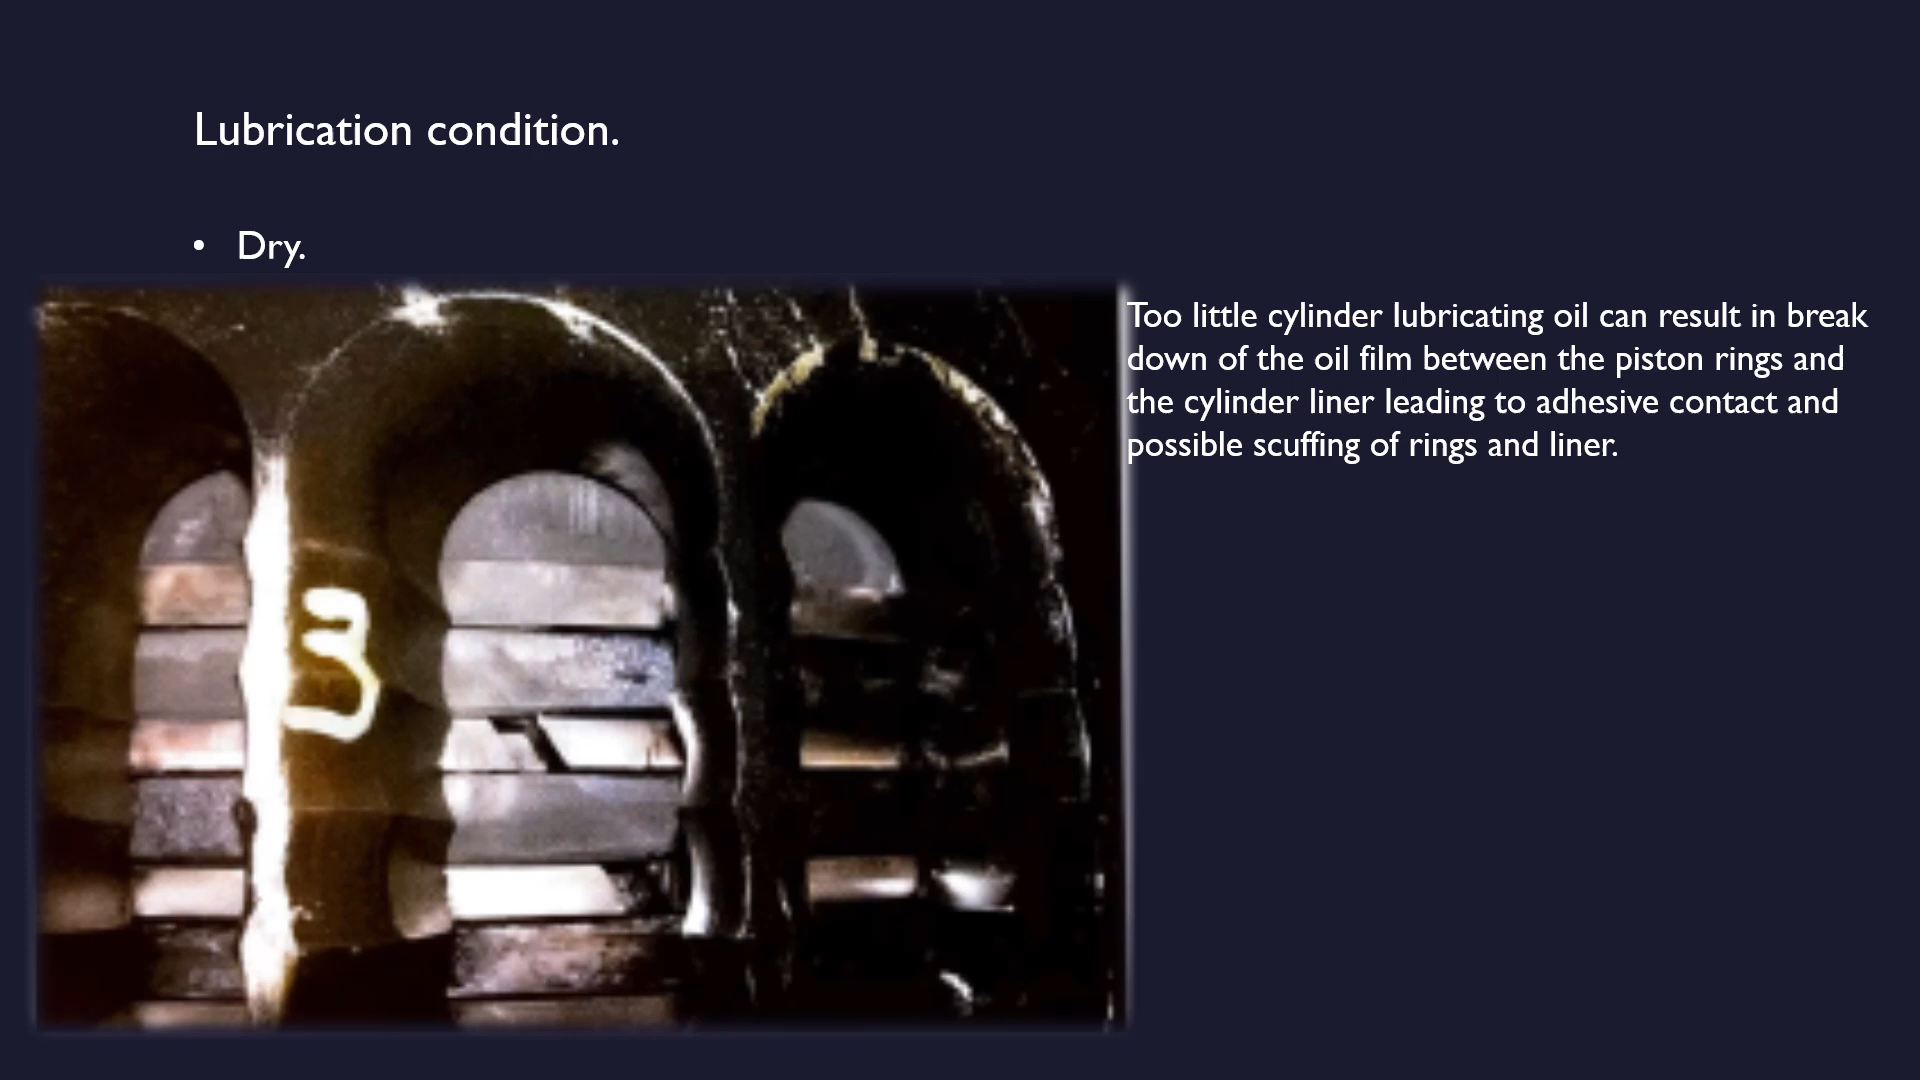 Lubrication condition.
• Dry.
Too little cylinder lubricating oil can result in break
down of the oil film between the piston rings and
the cylinder liner leading to adhesive contact and
possible scuffing of rings and liner.
3